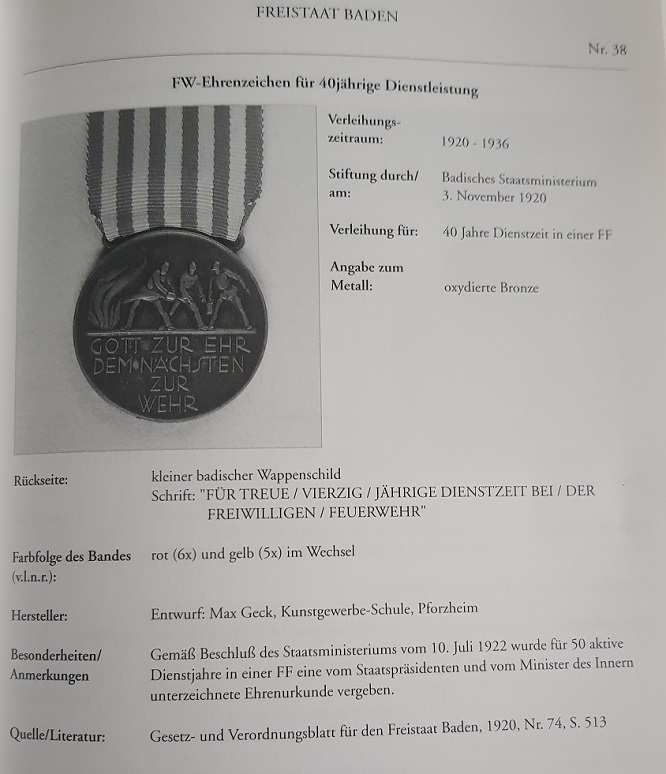 FREISTAAT BADEN
Nr. 38
FW-Ehrenzeichen für 40jährige Dienstleistung
Verleihungs-
zeitraum: 1920 - 1936
Stiftung durch/ Badisches Staatsministerium
am: 3. November 1920
Verleihung für: 40 Jahre Dienstzeit in einer FF
Angabe zum
Metall: oxydierte Bronze
GOTT·ZUR EHR
DEM·NÄCHSTEN
ZUR
WEHR
Rückseite: kleiner badischer Wappenschild
Schrift: "FÜR TREUE / VIERZIG / JÄHRIGE DIENSTZEIT BEI / DER
FREIWILLIGEN / FEUERWEHR"
Farbfolge des Bandes rot (6x) und gelb (5x) im Wechsel
(v.l.n.r.):
Hersteller: Entwurf: Max Geck, Kunstgewerbe-Schule, Pforzheim
Besonderheiten/ Gemäß Beschluß des Staatsministeriums vom 10. Juli 1922 wurde für 50 aktive
Anmerkungen Dienstjahre in einer FF eine vom Staatspräsidenten und vom Minister des Innern
unterzeichnete Ehrenurkunde vergeben.
Quelle/Literatur: Gesetz- und Verordnungsblatt für den Freistaat Baden, 1920, Nr. 74, S. 513